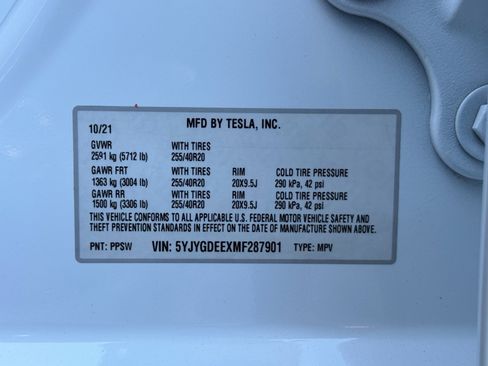 10/21 MFD BY TESLA, INC.
GVWR WITH TIRES
2591 kg (5712 lb) 255/40R20
GAWR FRT WITH TIRES RIM COLD TIRE PRESSURE
1363 kg (3004 lb) 255/40R20 20X9.5J 290 kPa, 42 psi
GAWR RR WITH TIRES RIM COLD TIRE PRESSURE
1500 kg (3306 lb) 255/40R20 20X9.5J 290 kPa, 42 psi
THIS VEHICLE CONFORMS TO ALL APPLICABLE U.S. FEDERAL MOTOR VEHICLE SAFETY AND
THEFT PREVENTION STANDARDS IN EFFECT ON THE DATE OF MANUFACTURE SHOWN ABOVE.
PNT: PPSW VIN: 5YJYGDEEXMF287901 TYPE: MPV